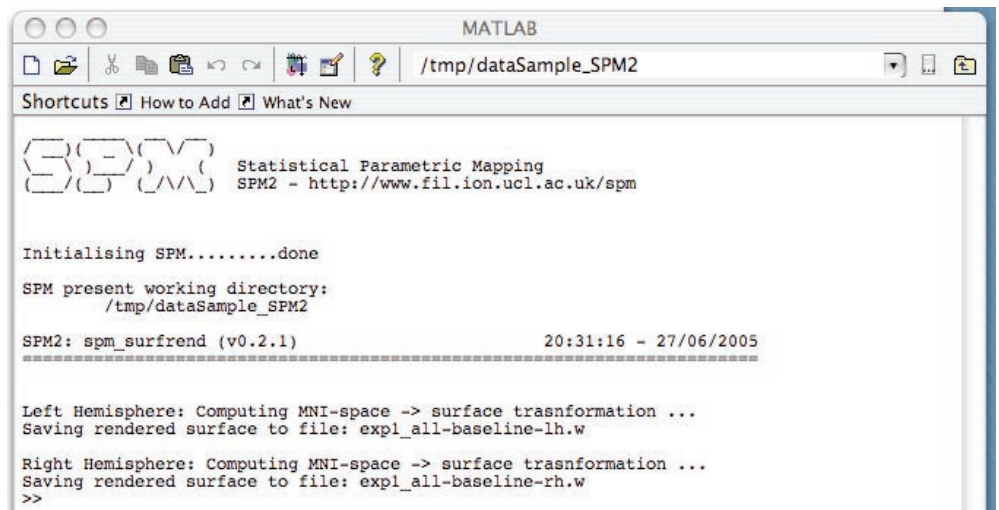 MATLAB
/tmp/dataSample_SPM2
Shortcuts How to Add What's New
Statistical Parametric Mapping
SPM2 - http://www.fil.ion.ucl.ac.uk/spm
Initialising SPM.........done
SPM present working directory:
/tmp/dataSample_SPM2
SPM2: spm_surfrend (v0.2.1) 20:31:16 - 27/06/2005
========================================================================
Left Hemisphere: Computing MNI-space -> surface trasnformation ...
Saving rendered surface to file: exp1_all-baseline-lh.w
Right Hemisphere: Computing MNI-space -> surface trasnformation ...
Saving rendered surface to file: exp1_all-baseline-rh.w
>>